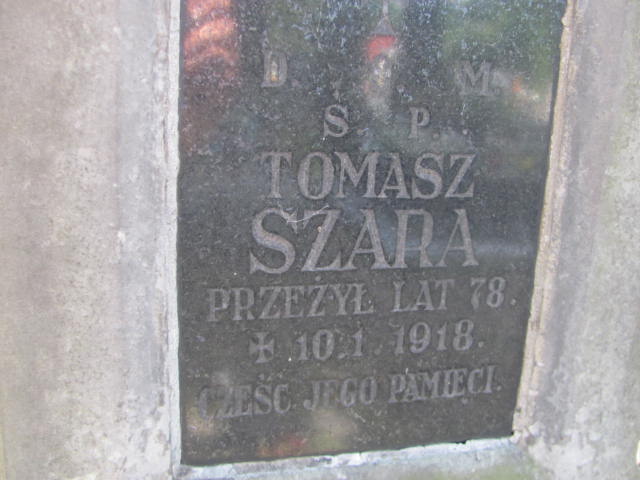 D. M.
S. P.
TOMASZ
SZARA
PRZEŻYŁ LAT 78.
✠ 10.1.1918.
CZEŚĆ JEGO PAMIĘCI.